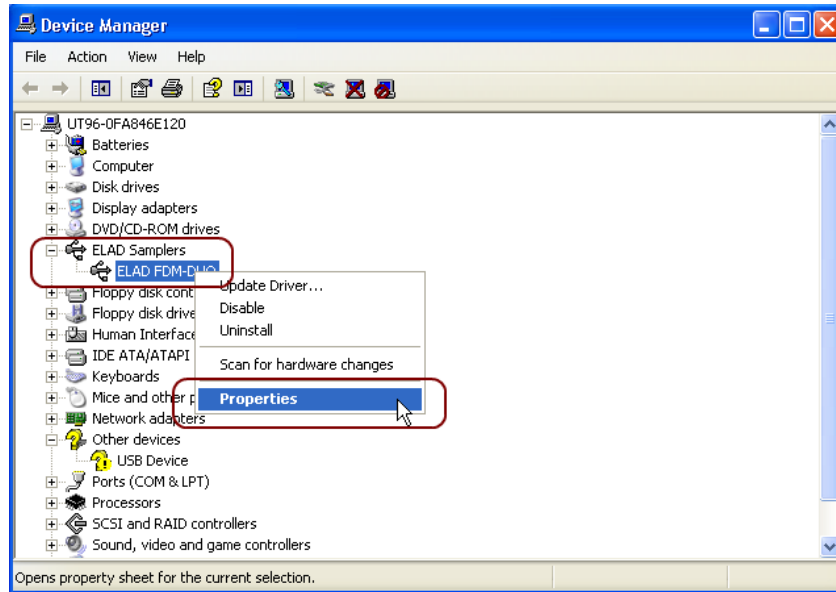 Device Manager
File Action View Help
UT96-0FA846E120
Batteries
Computer
Disk drives
Display adapters
DVD/CD-ROM drives
ELAD Samplers
ELAD FDM-DUO
Update Driver...
Floppy disk cont
Disable
Floppy disk drive
Uninstall
Human Interface
IDE ATA/ATAPI
Scan for hardware changes
Keyboards
Mice and other p
Properties
Network adapters
Other devices
USB Device
Ports (COM & LPT)
Processors
SCSI and RAID controllers
Sound, video and game controllers
Opens property sheet for the current selection.